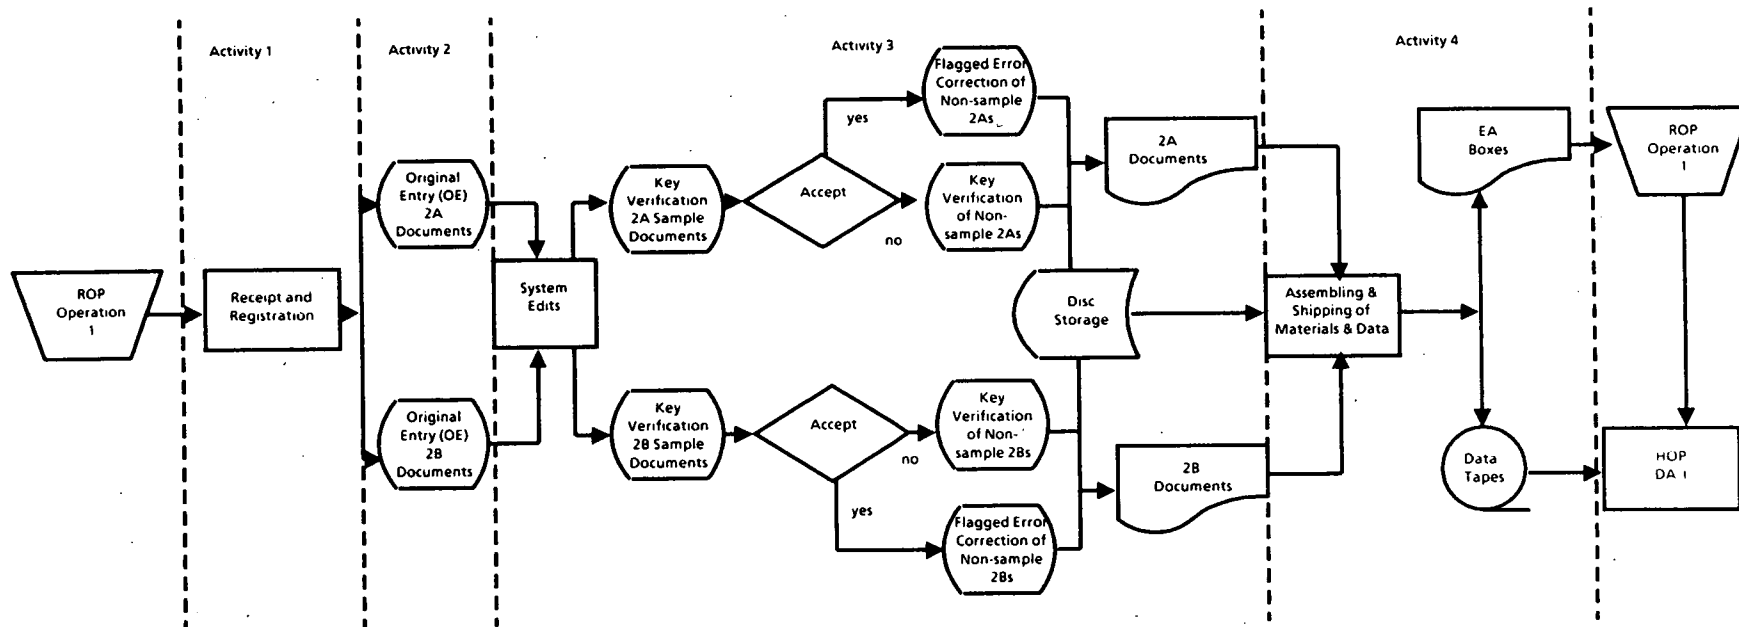 Activity 1
Activity 2
Activity 3
Activity 4
ROP
Operation
1
Receipt and
Registration
Original
Entry (OE)
2A
Documents
Original
Entry (OE)
2B
Documents
System
Edits
Key
Verification
2A Sample
Documents
Key
Verification
2B Sample
Documents
Accept
yes
no
Accept
no
yes
Flagged Error
Correction of
Non-sample
2As
Key
Verification
of Non-
sample 2As
Disc
Storage
Key
Verification
of Non-
sample 2Bs
Flagged Error
Correction of
Non-sample
2Bs
2A
Documents
2B
Documents
Assembling &
Shipping of
Materials & Data
EA
Boxes
Data
Tapes
ROP
Operation
1
HOP
DA 1